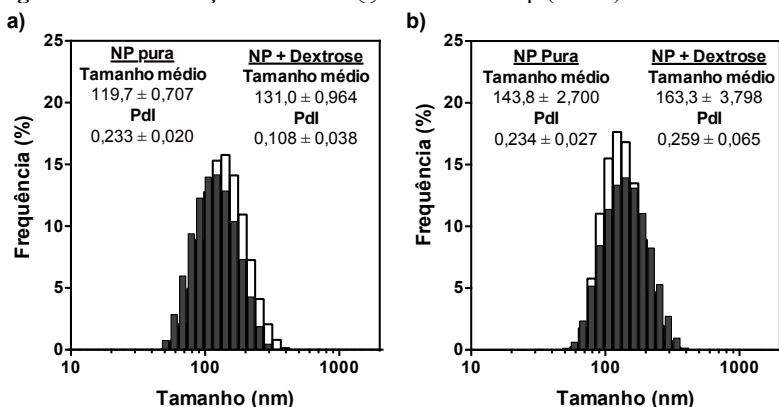 a)
NP pura
Tamanho médio
119,7 ± 0,707
PdI
0,233 ± 0,020
NP + Dextrose
Tamanho médio
131,0 ± 0,964
PdI
0,108 ± 0,038
Frequência (%)
25
20
15
10
5
0
10
100
1000
Tamanho (nm)
b)
NP Pura
Tamanho médio
143,8 ± 2,700
PdI
0,234 ± 0,027
NP + Dextrose
Tamanho médio
163,3 ± 3,798
PdI
0,259 ± 0,065
Frequência (%)
25
20
15
10
5
0
10
100
1000
Tamanho (nm)